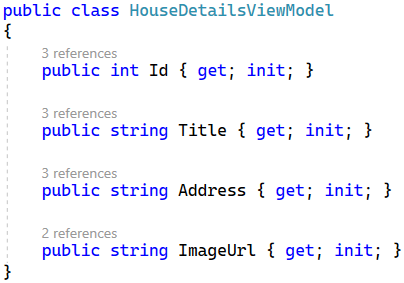 public class HouseDetailsViewModel
{
3 references
public int Id { get; init; }
3 references
public string Title { get; init; }
3 references
public string Address { get; init; }
2 references
public string ImageUrl { get; init; }
}